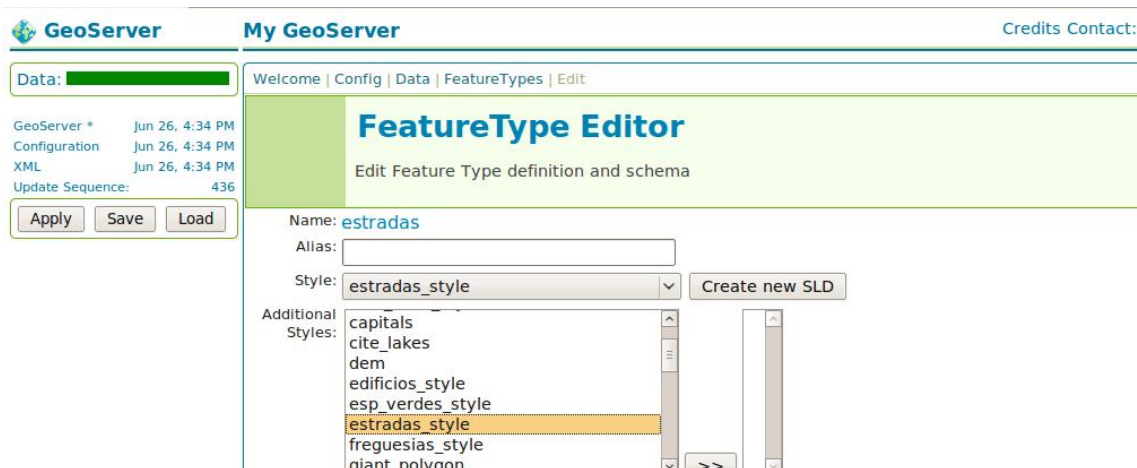 GeoServer
My GeoServer
Credits Contact:
Data:
Welcome | Config | Data | FeatureTypes | Edit
GeoServer * Jun 26, 4:34 PM
Configuration Jun 26, 4:34 PM
XML Jun 26, 4:34 PM
Update Sequence: 436
Apply Save Load
FeatureType Editor
Edit Feature Type definition and schema
Name: estradas
Alias:
Style: estradas_style Create new SLD
Additional
Styles:
capitals
cite_lakes
dem
edificios_style
esp_verdes_style
estradas_style
freguesias_style
giant_polygon
>>